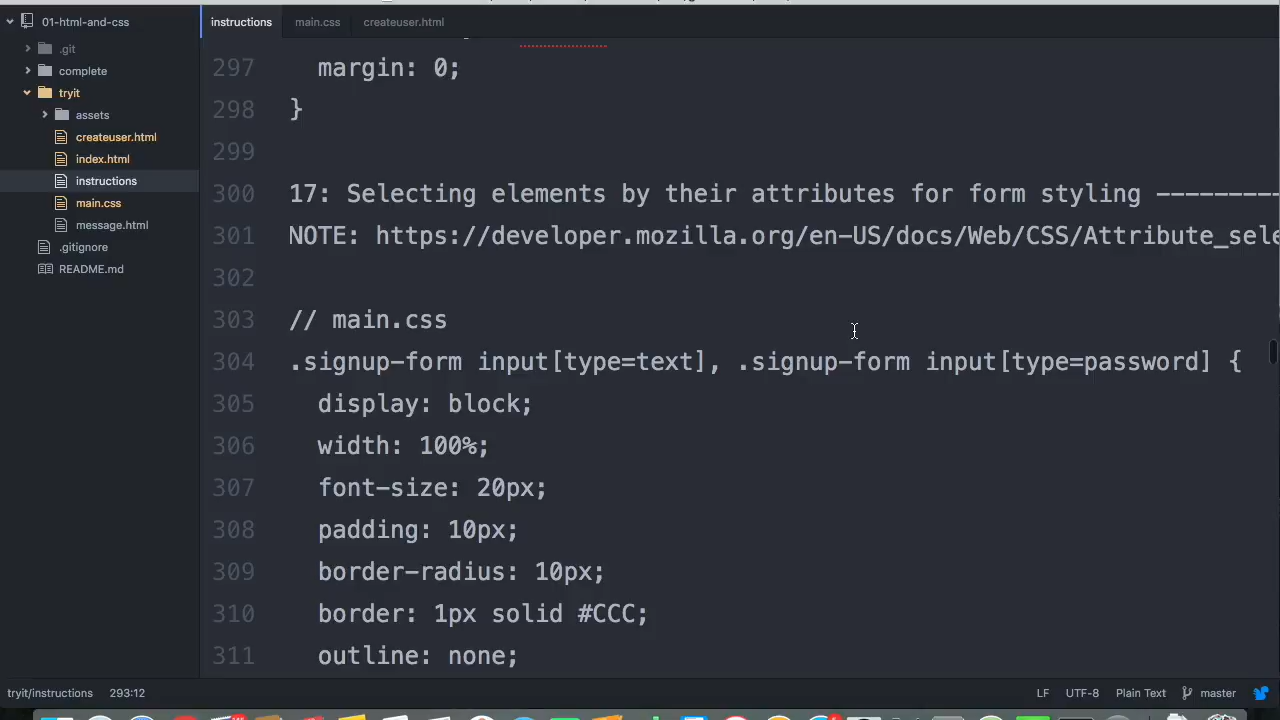 01-html-and-css
.git
complete
tryit
assets
createuser.html
index.html
instructions
main.css
message.html
.gitignore
README.md
instructions
main.css
createuser.html
297 margin: 0;
298 }
299
300 17: Selecting elements by their attributes for form styling ---------
301 NOTE: https://developer.mozilla.org/en-US/docs/Web/CSS/Attribute_sele
302
303 // main.css
304 .signup-form input[type=text], .signup-form input[type=password] {
305 display: block;
306 width: 100%;
307 font-size: 20px;
308 padding: 10px;
309 border-radius: 10px;
310 border: 1px solid #CCC;
311 outline: none;
tryit/instructions 293:12 LF UTF-8 Plain Text master